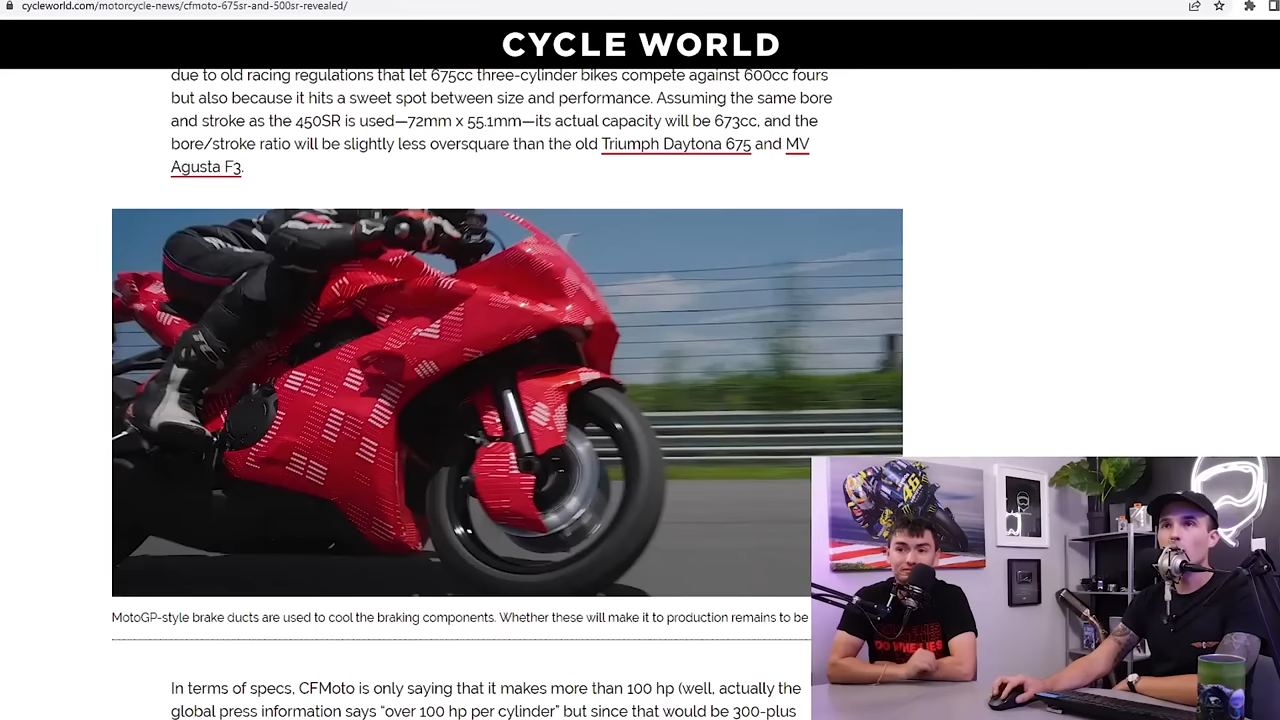 cycleworld.com/motorcycle-news/cfmoto-675sr-and-500sr-revealed/
CYCLE WORLD
due to old racing regulations that let 675cc three-cylinder bikes compete against 600cc fours
but also because it hits a sweet spot between size and performance. Assuming the same bore
and stroke as the 450SR is used—72mm x 55.1mm—its actual capacity will be 673cc, and the
bore/stroke ratio will be slightly less oversquare than the old Triumph Daytona 675 and MV
Agusta F3.
MotoGP-style brake ducts are used to cool the braking components. Whether these will make it to production remains to be
In terms of specs, CFMoto is only saying that it makes more than 100 hp (well, actually the
global press information says “over 100 hp per cylinder” but since that would be 300-plus
46